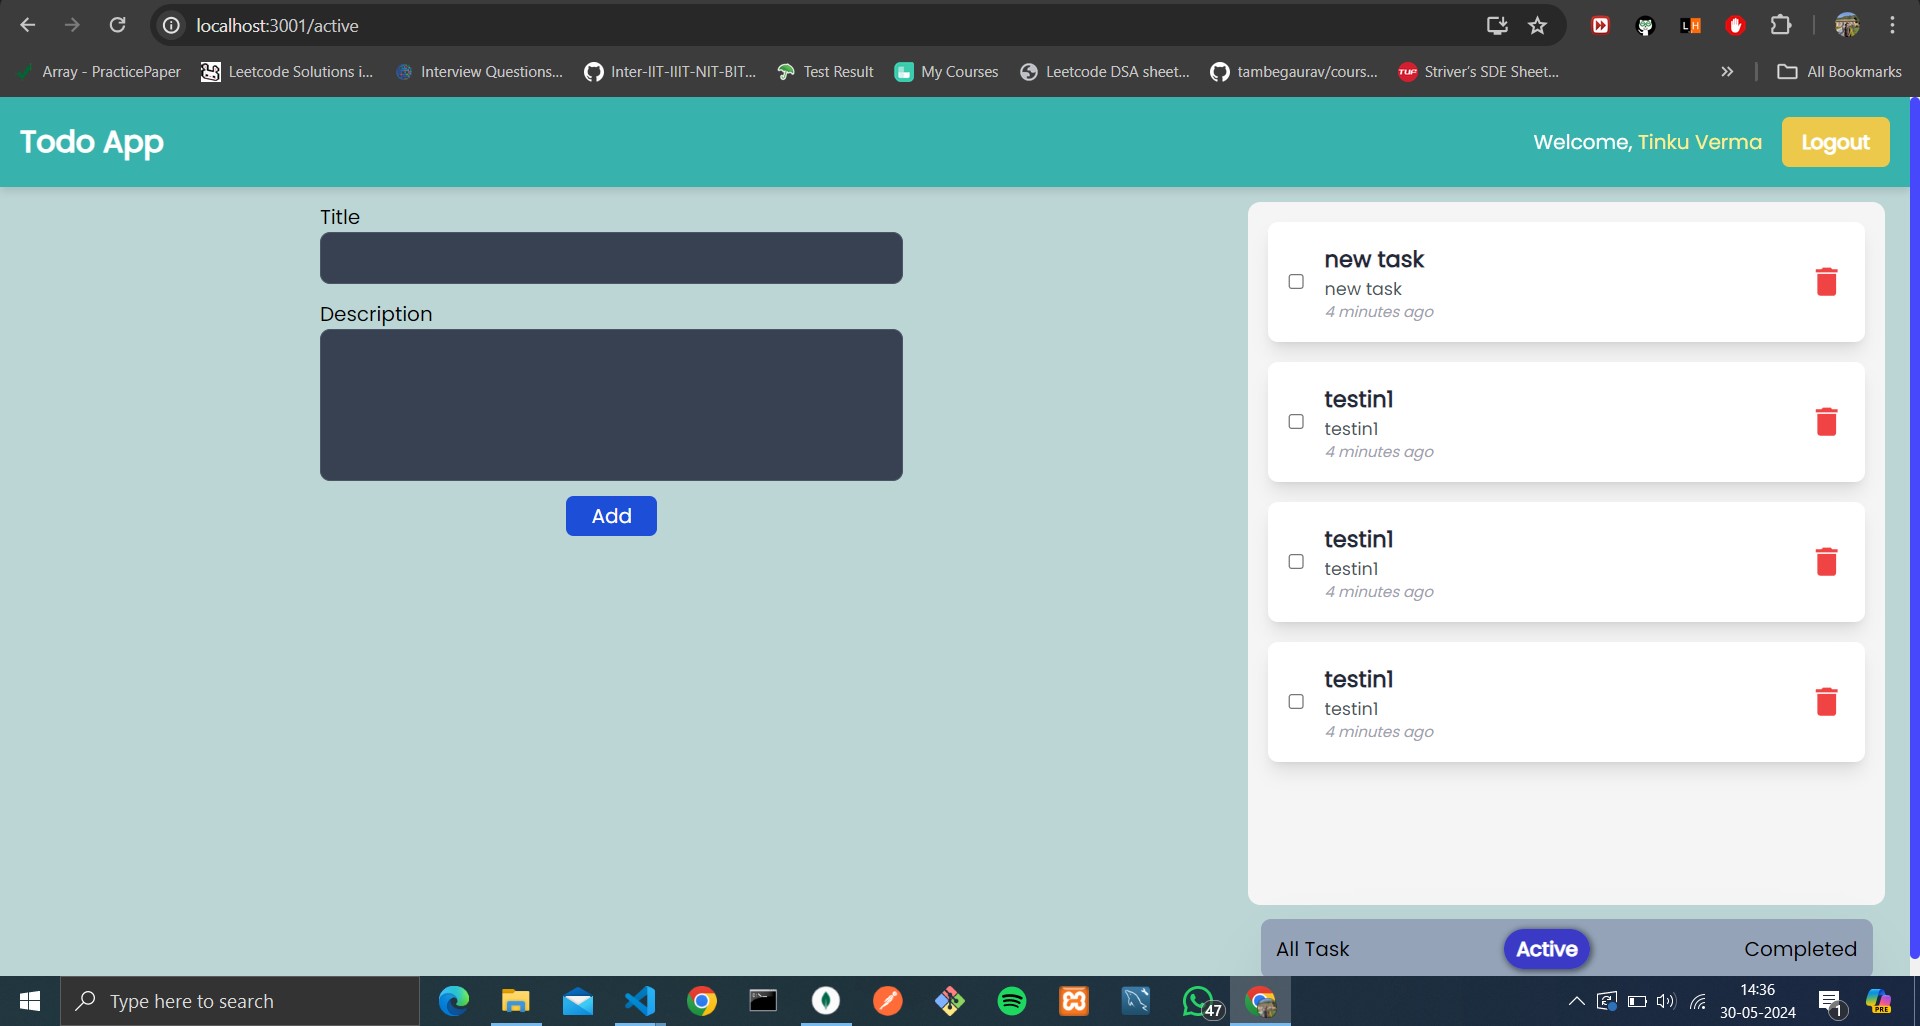 localhost:3001/active
Array - PracticePaper
Leetcode Solutions i...
Interview Questions...
Inter-IIT-IIIT-NIT-BIT...
Test Result
My Courses
Leetcode DSA sheet...
tambegaurav/cours...
TUF
Striver's SDE Sheet...
All Bookmarks
Todo App
Welcome, Tinku Verma
Logout
Title
Description
Add
new task
new task
4 minutes ago
testin1
testin1
4 minutes ago
testin1
testin1
4 minutes ago
testin1
testin1
4 minutes ago
All Task
Active
Completed
Type here to search
47
14:36
30-05-2024
1
PRE